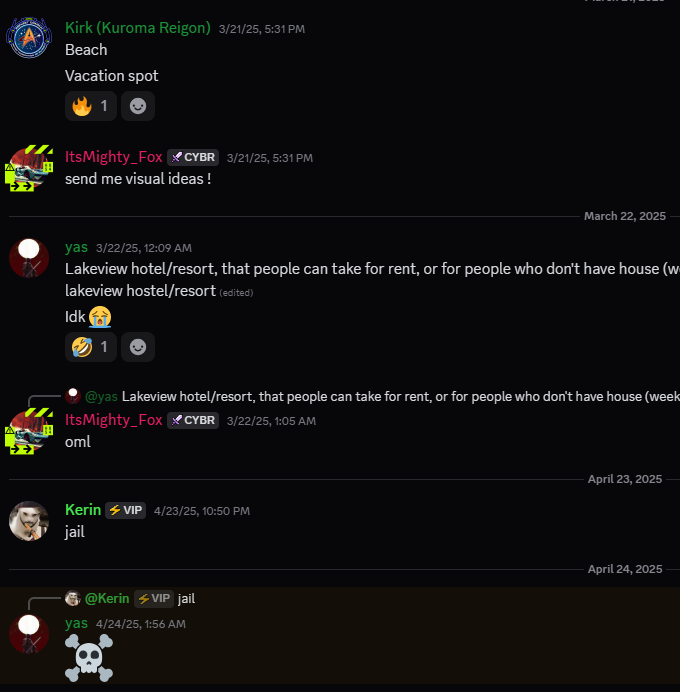 Kirk (Kuroma Reigon) 3/21/25, 5:31 PM
Beach
Vacation spot
1
ItsMighty_Fox CYBR 3/21/25, 5:31 PM
send me visual ideas !
March 22, 2025
yas 3/22/25, 12:09 AM
Lakeview hotel/resort, that people can take for rent, or for people who don't have house (we
lakeview hostel/resort (edited)
Idk
1
@yas Lakeview hotel/resort, that people can take for rent, or for people who don't have house (week
ItsMighty_Fox CYBR 3/22/25, 1:05 AM
oml
April 23, 2025
Kerin VIP 4/23/25, 10:50 PM
jail
April 24, 2025
@Kerin VIP jail
yas 4/24/25, 1:56 AM